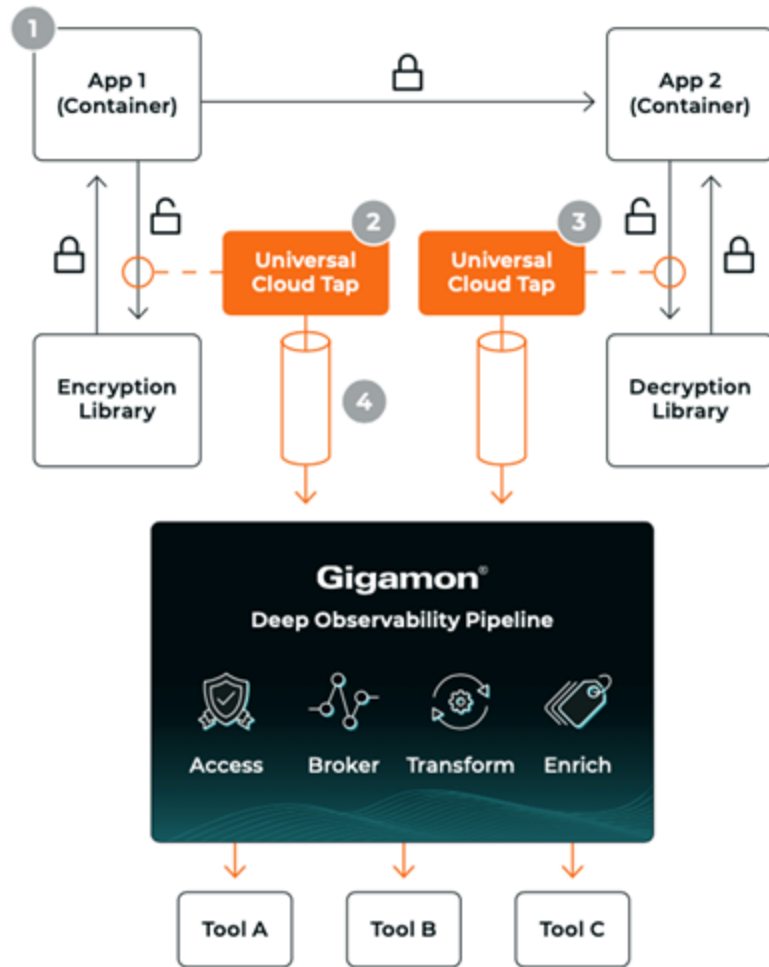 1
App 1
(Container)
App 2
(Container)
2
Universal
Cloud Tap
3
Universal
Cloud Tap
Encryption
Library
4
Decryption
Library
Gigamon®
Deep Observability Pipeline
Access
Broker
Transform
Enrich
Tool A
Tool B
Tool C